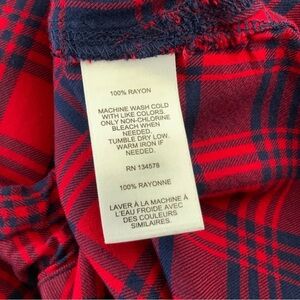 100% RAYON
MACHINE WASH COLD
WITH LIKE COLORS.
ONLY NON-CHLORINE
BLEACH WHEN
NEEDED.
TUMBLE DRY LOW.
WARM IRON IF
NEEDED.
RN 134578
100% RAYONNE
LAVER À LA MACHINE À
L'EAU FROIDE AVEC
DES COULEURS
SIMILAIRES.